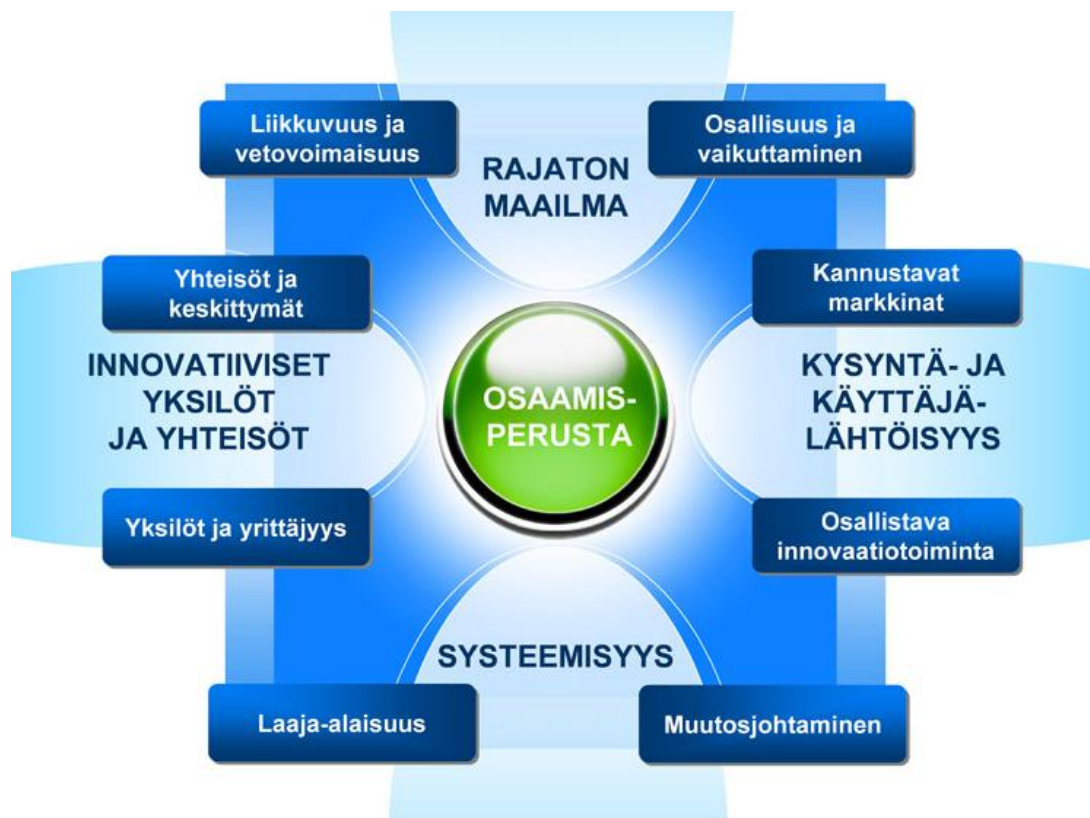 Liikkuvuus ja
vetovoimaisuus
Osallisuus ja
vaikuttaminen
RAJATON
MAAILMA
Yhteisöt ja
keskittymät
Kannustavat
markkinat
INNOVATIIVISET
YKSILÖT
JA YHTEISÖT
OSAAMIS-
PERUSTA
KYSYNTÄ- JA
KÄYTTÄJÄ-
LÄHTÖISYYS
Yksilöt ja yrittäjyys
Osallistava
innovaatiotoiminta
SYSTEEMISYYS
Laaja-alaisuus
Muutosjohtaminen